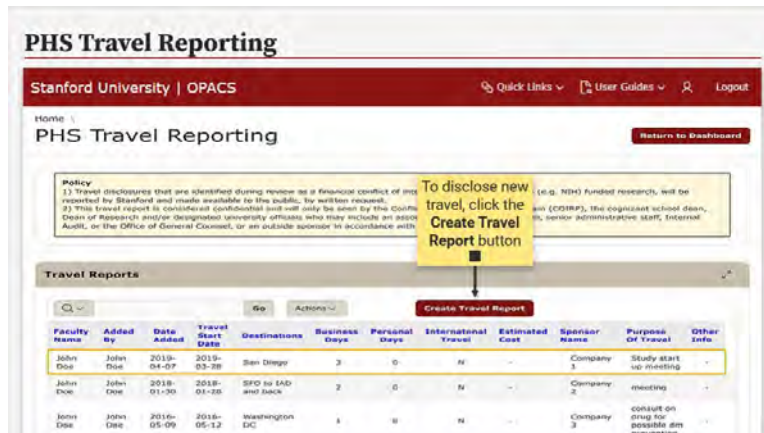 PHS Travel Reporting
Stanford University | OPACS
Quick Links
User Guides
Logout
Home \
PHS Travel Reporting
Return to Dashboard
Policy
1) Travel disclosures that are identified during review as a financial conflict of (e.g. NIH) funded research, will be
reported by Stanford and made available to the public, by written request.
2) This travel report is considered confidential and will only be seen by the (COIRP), the cognizant school dean,
Dean of Research and/or designated university officials who may include an senior administrative staff, Internal
Audit, or the Office of General Counsel, or an outside sponsor in accordance with
To disclose new
travel, click the
Create Travel
Report button
Travel Reports
Go
Actions
Create Travel Report
Faculty Name Added By Date Added Travel Start Date Destinations Business Days Personal Days International Travel Estimated Cost Sponsor Name Purpose Of Travel Other Info
John Doe John Doe 2019-04-07 2019-03-28 San Diego 3 0 N - Company 1 Study start up meeting -
John Doe John Doe 2018-01-30 2018-01-28 SFO to IAD and back 2 0 N - Company 2 meeting -
John Doe John Doe 2016-05-09 2016-05-12 Washington DC 1 0 N - Company 3 consult on drug for possible